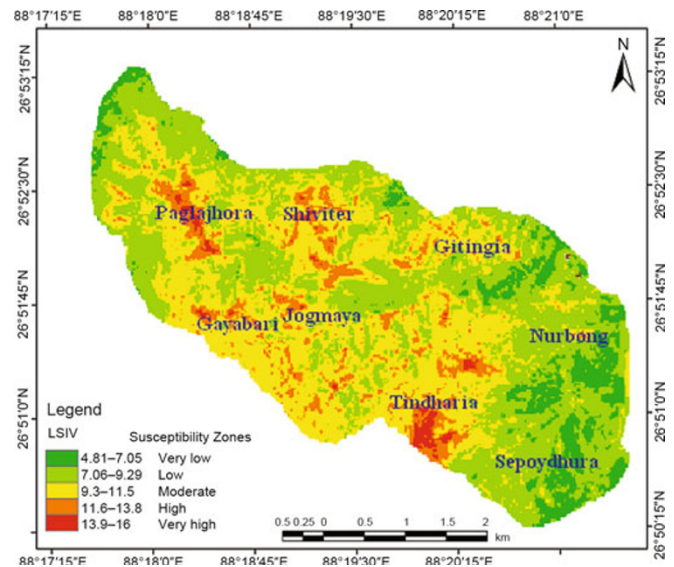 88°17'15"E 88°18'0"E 88°18'45"E 88°19'30"E 88°20'15"E 88°21'0"E
N
26°53'15"N 26°53'15"N
26°52'30"N 26°52'30"N
Paglajhora Shiviter
Gitingia
26°51'45"N 26°51'45"N
Gayabari Jogmaya
Nurbong
Tindharia
26°51'0"N 26°51'0"N
Sepoydhura
Legend
LSIV Susceptibility Zones
4.81–7.05 Very low
7.06–9.29 Low
9.3–11.5 Moderate
11.6–13.8 High
13.9–16 Very high
0.5 0.25 0 0.5 1 1.5 2
km
26°50'15"N
88°17'15"E 88°18'0"E 88°18'45"E 88°19'30"E 88°20'15"E